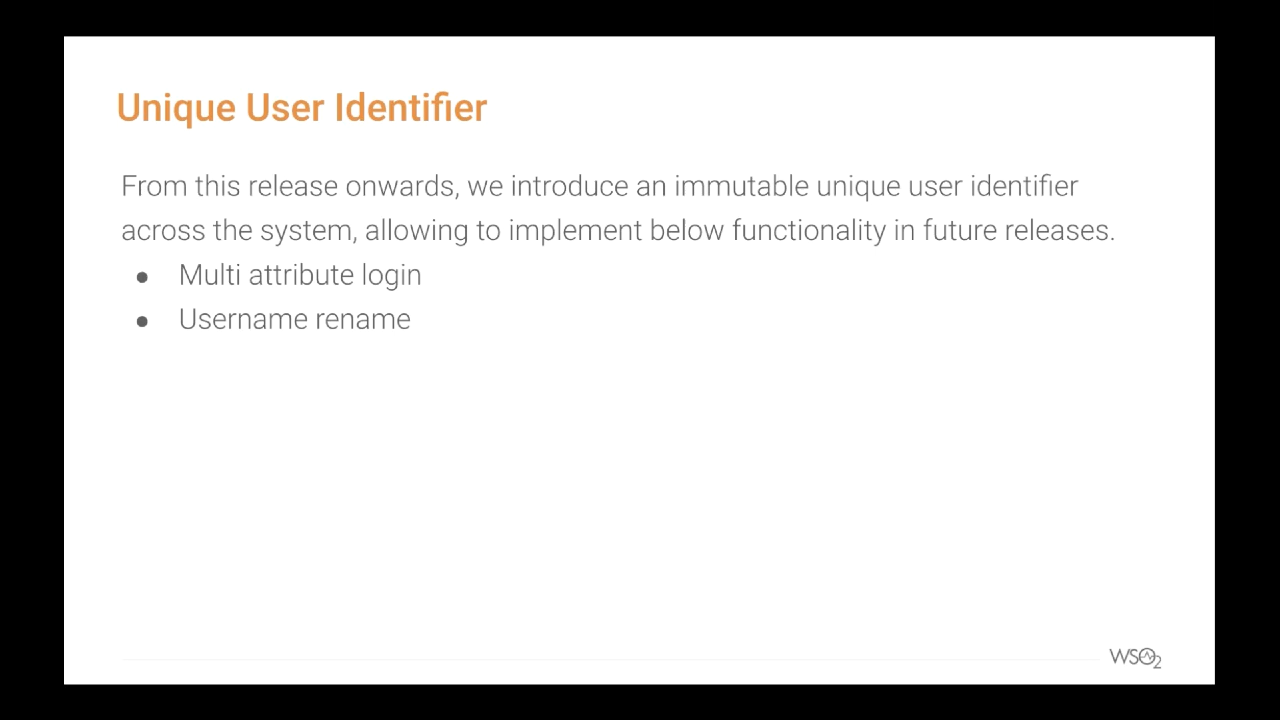 Unique User Identifier
From this release onwards, we introduce an immutable unique user identifier
across the system, allowing to implement below functionality in future releases.
● Multi attribute login
● Username rename
WSO2